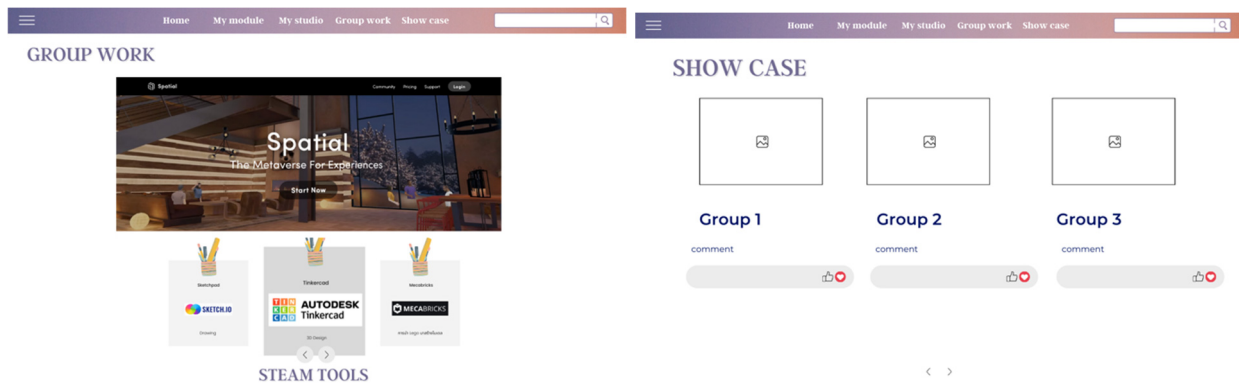 Home My module My studio Group work Show case
GROUP WORK
Spatial
Community Pricing Support Login
Spatial
The Metaverse For Experiences
Start Now
Sketchpad
SKETCH.IO
Growing
Tinkercad
TIN
KER
CAD
AUTODESK
Tinkercad
3D Design
Mecabricks
MECABRICKS
STEAM TOOLS
Home My module My studio Group work Show case
SHOW CASE
Group 1
comment
Group 2
comment
Group 3
comment